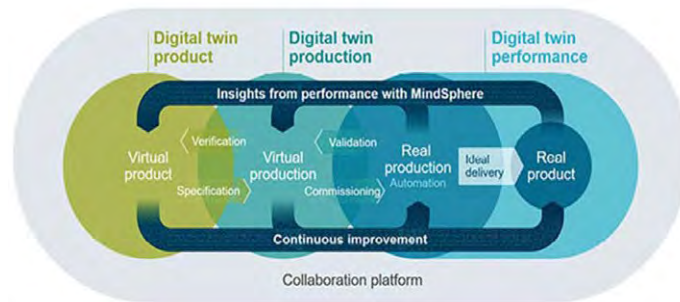 Digital twin
product
Digital twin
production
Digital twin
performance
Insights from performance with MindSphere
Verification
Validation
Virtual
product
Virtual
production
Real
production
Automation
Ideal
delivery
Real
product
Specification
Commissioning
Continuous improvement
Collaboration platform